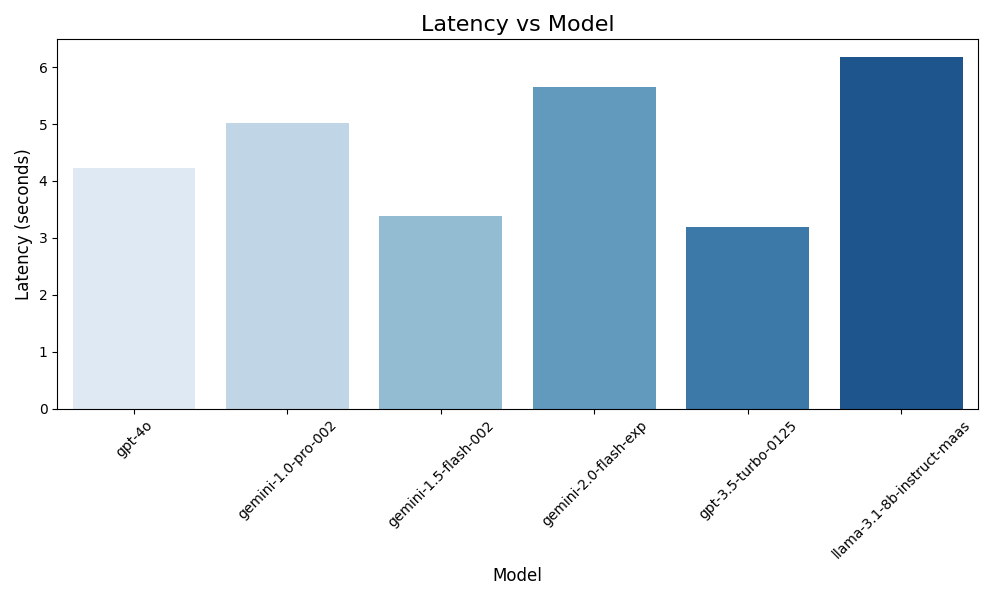 Latency vs Model
Latency (seconds)
6
5
4
3
2
1
0
gpt-4o
gemini-1.0-pro-002
gemini-1.5-flash-002
gemini-2.0-flash-exp
gpt-3.5-turbo-0125
llama-3.1-8b-instruct-maas
Model